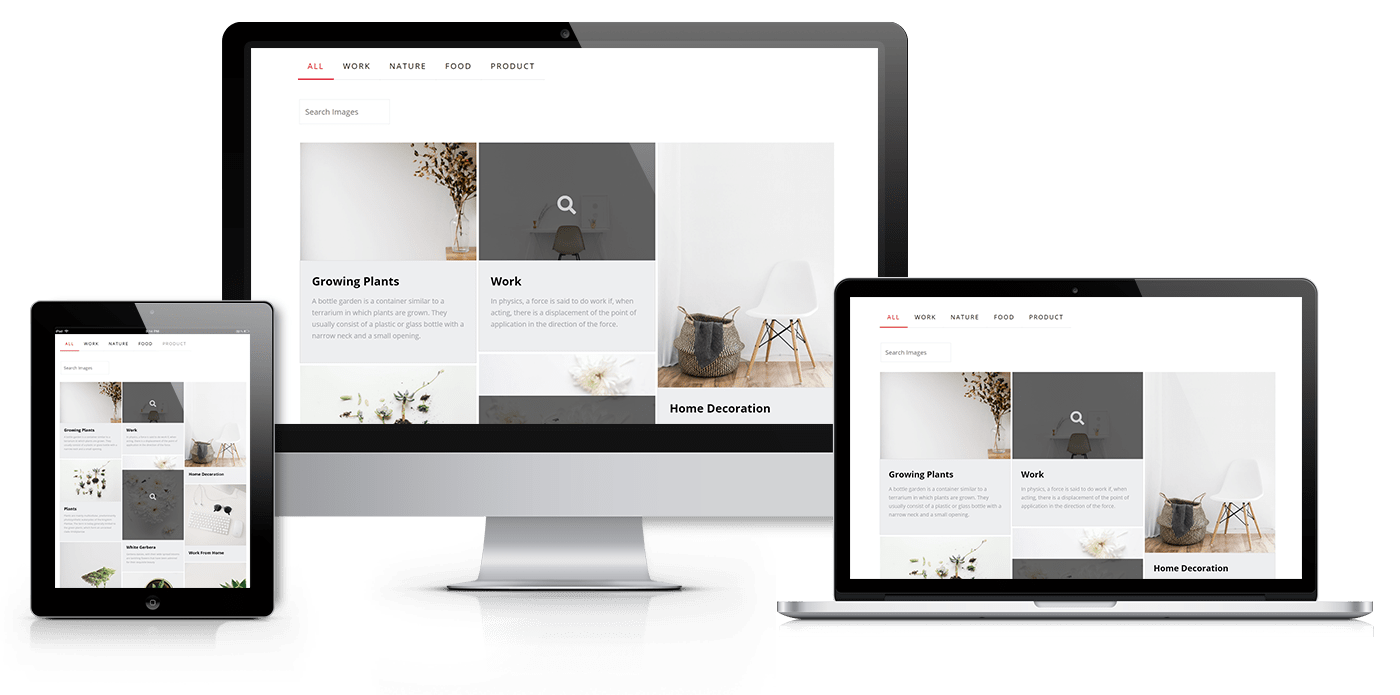 ALL WORK NATURE FOOD PRODUCT
Search Images
Growing Plants
A bottle garden is a container similar to a
terrarium in which plants are grown. They
usually consist of a plastic or glass bottle with a
narrow neck and a small opening.
Work
In physics, a force is said to do work if, when
acting, there is a displacement of the point of
application in the direction of the force.
Home Decoration
ALL WORK NATURE FOOD PRODUCT
Search Images
Growing Plants
Work
Home Decoration
Plants
White Gerbera
Work From Home
ALL WORK NATURE FOOD PRODUCT
Search Images
Growing Plants
A bottle garden is a container similar to a
terrarium in which plants are grown. They
usually consist of a plastic or glass bottle with a
narrow neck and a small opening.
Work
In physics, a force is said to do work if, when
acting, there is a displacement of the point of
application in the direction of the force.
Home Decoration